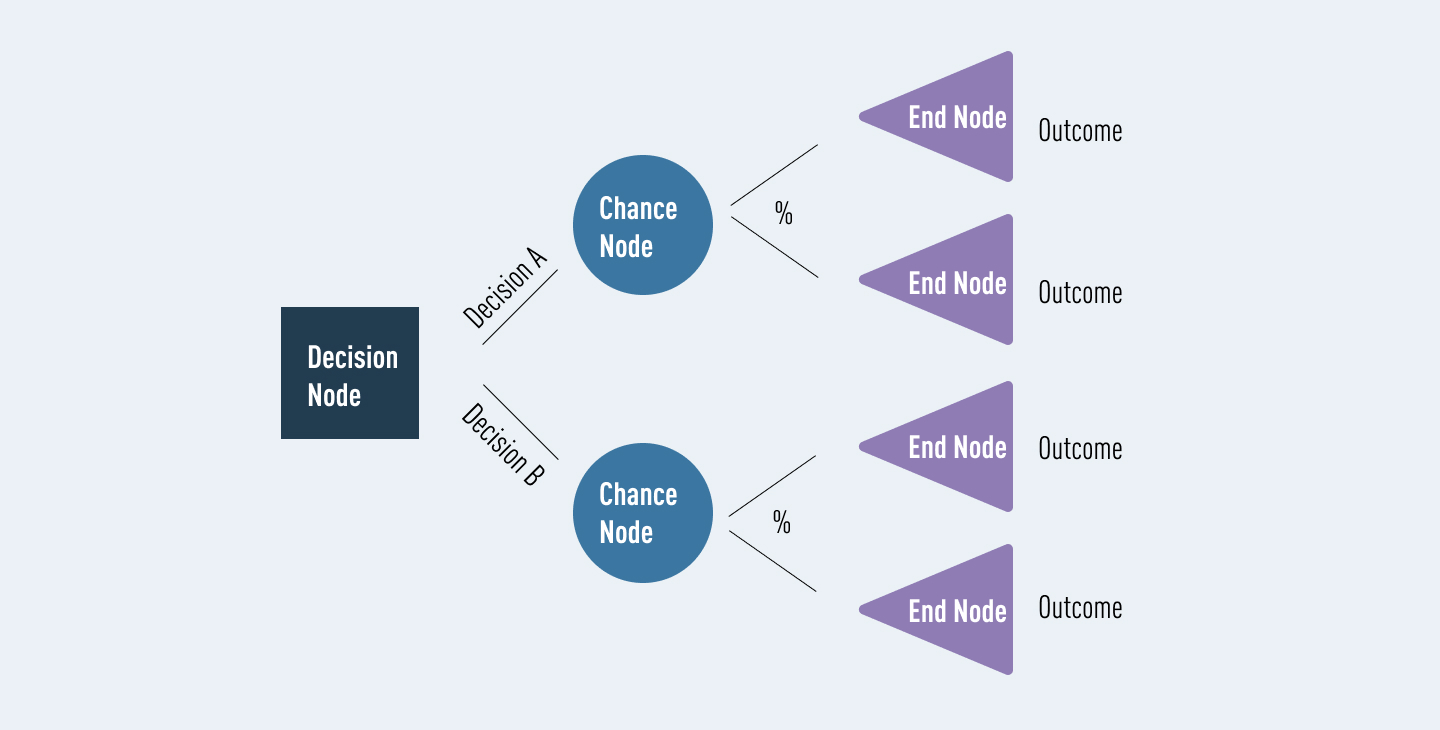 Decision
Node
Decision A
Decision B
Chance
Node
%
Chance
Node
%
End Node
Outcome
End Node
Outcome
End Node
Outcome
End Node
Outcome